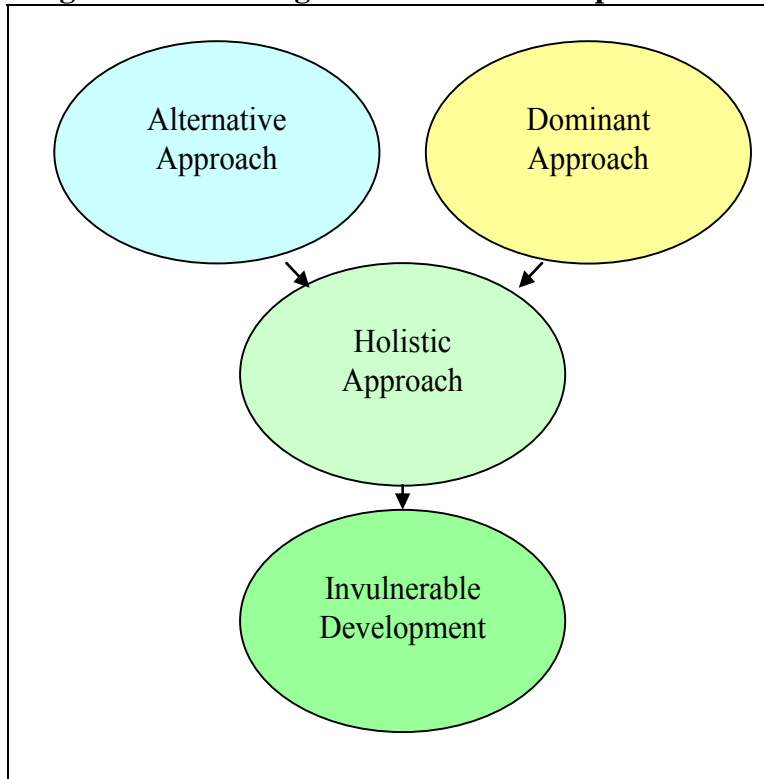 Alternative
Approach
Dominant
Approach
Holistic
Approach
Invulnerable
Development